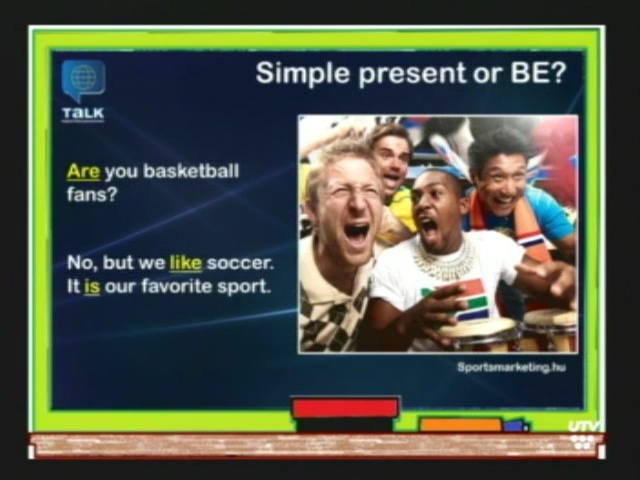 Simple present or BE?
TaLK
Are you basketball
fans?
No, but we like soccer.
It is our favorite sport.
Sportsmarketing.hu
UTV